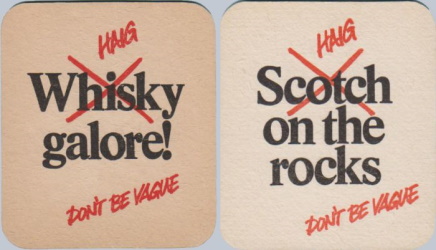 HAIG
Whisky
galore!
DON'T BE VAGUE
HAIG
Scotch
on the
rocks
DON'T BE VAGUE